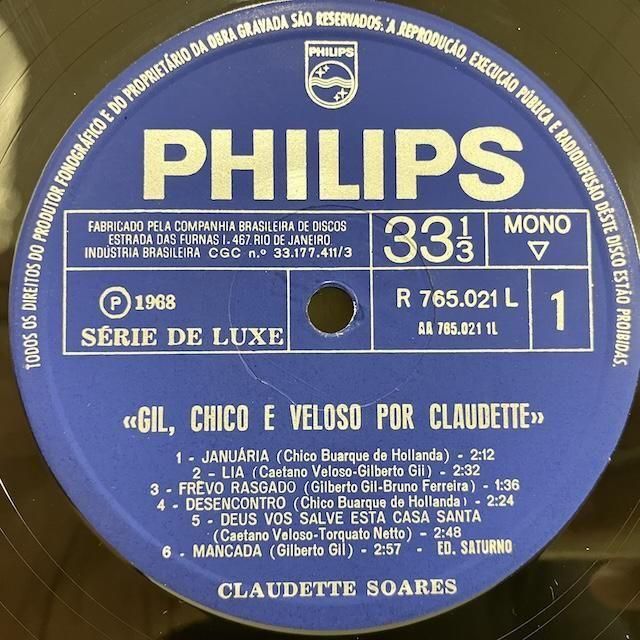 TODOS OS DIREITOS DO PRODUTOR FONOGRÁFICO E DO PROPRIETÁRIO DA OBRA GRAVADA SÃO RESERVADOS. A REPRODUÇÃO, EXECUÇÃO PÚBLICA E RADIODIFUSÃO DÊSTE DISCO ESTÃO PROIBIDAS.
PHILIPS
PHILIPS
FABRICADO PELA COMPANHIA BRASILEIRA DE DISCOS
ESTRADA DAS FURNAS I. 467. RIO DE JANEIRO
INDÚSTRIA BRASILEIRA CGC n.º 33.177.411/3
33⅓
MONO
Ⓟ 1968
SÉRIE DE LUXE
R 765.021 L
AA 765.021 1L
1
«GIL, CHICO E VELOSO POR CLAUDETTE»
1 - JANUÁRIA (Chico Buarque de Hollanda) - 2:12
2 - LIA (Caetano Veloso-Gilberto Gil) - 2:32
3 - FRÊVO RASGADO (Gilberto Gil-Bruno Ferreira) - 1:36
4 - DESENCONTRO (Chico Buarque de Hollanda) - 2:24
5 - DEUS VOS SALVE ESTA CASA SANTA
(Caetano Veloso-Torquato Netto) - 2:48
6 - MANCADA (Gilberto Gil) - 2:57 - ED. SATURNO
CLAUDETTE SOARES